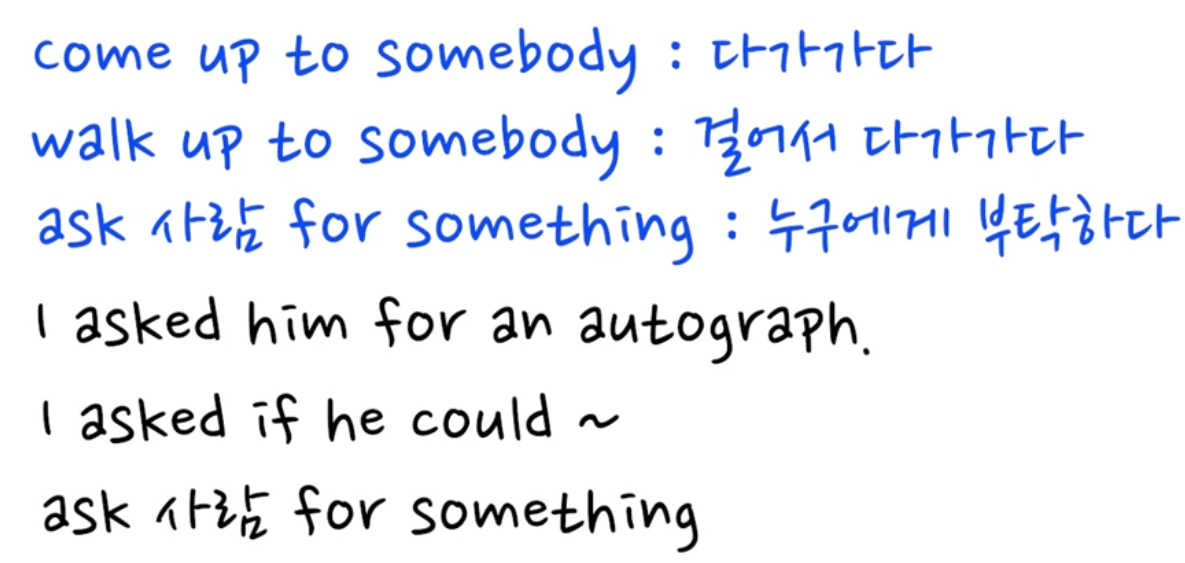 come up to somebody : 다가가다
walk up to somebody : 걸어서 다가가다
ask 사람 for something : 누구에게 부탁하다
I asked him for an autograph.
I asked if he could ~
ask 사람 for something